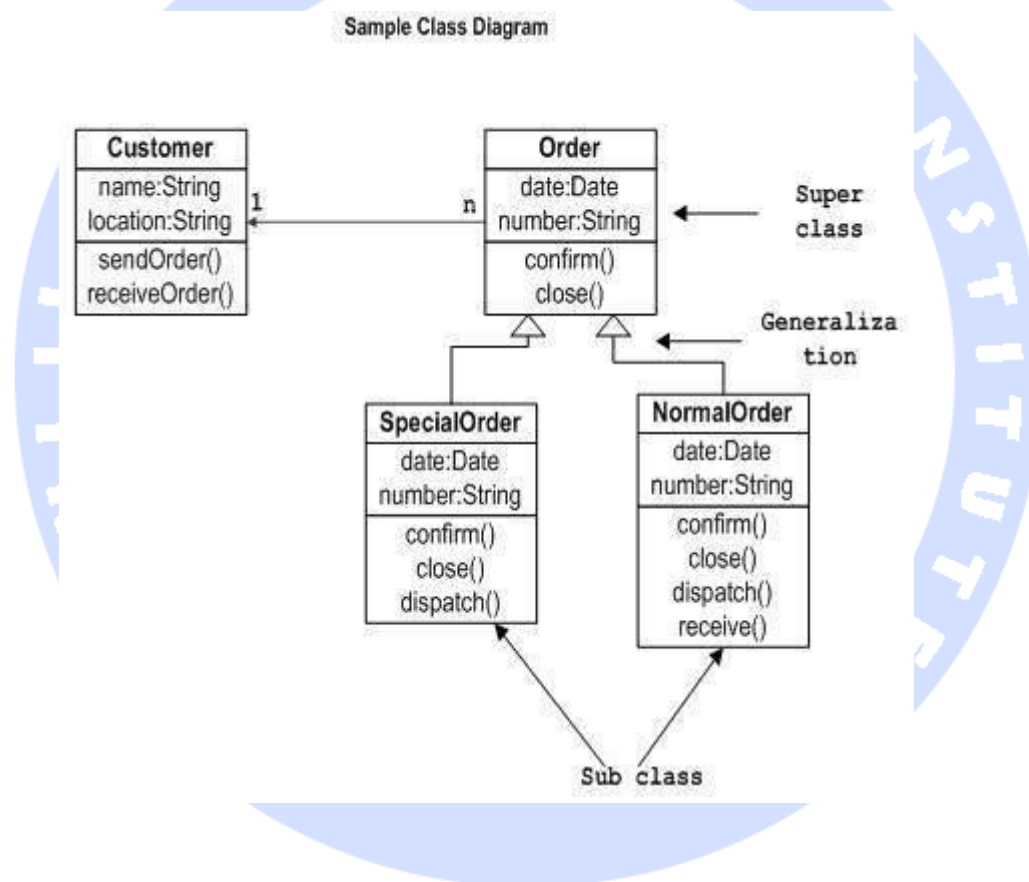 Sample Class Diagram
Customer
name:String
location:String
sendOrder()
receiveOrder()
1
n
Order
date:Date
number:String
confirm()
close()
Super
class
Generaliza
tion
SpecialOrder
date:Date
number:String
confirm()
close()
dispatch()
NormalOrder
date:Date
number:String
confirm()
close()
dispatch()
receive()
Sub class